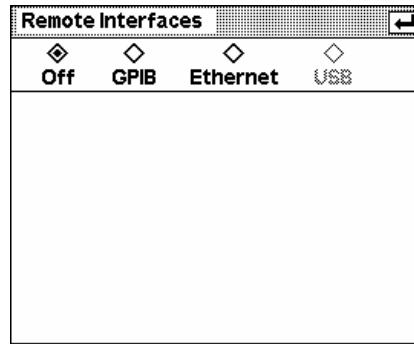 Remote Interfaces
Off GPIB Ethernet USB